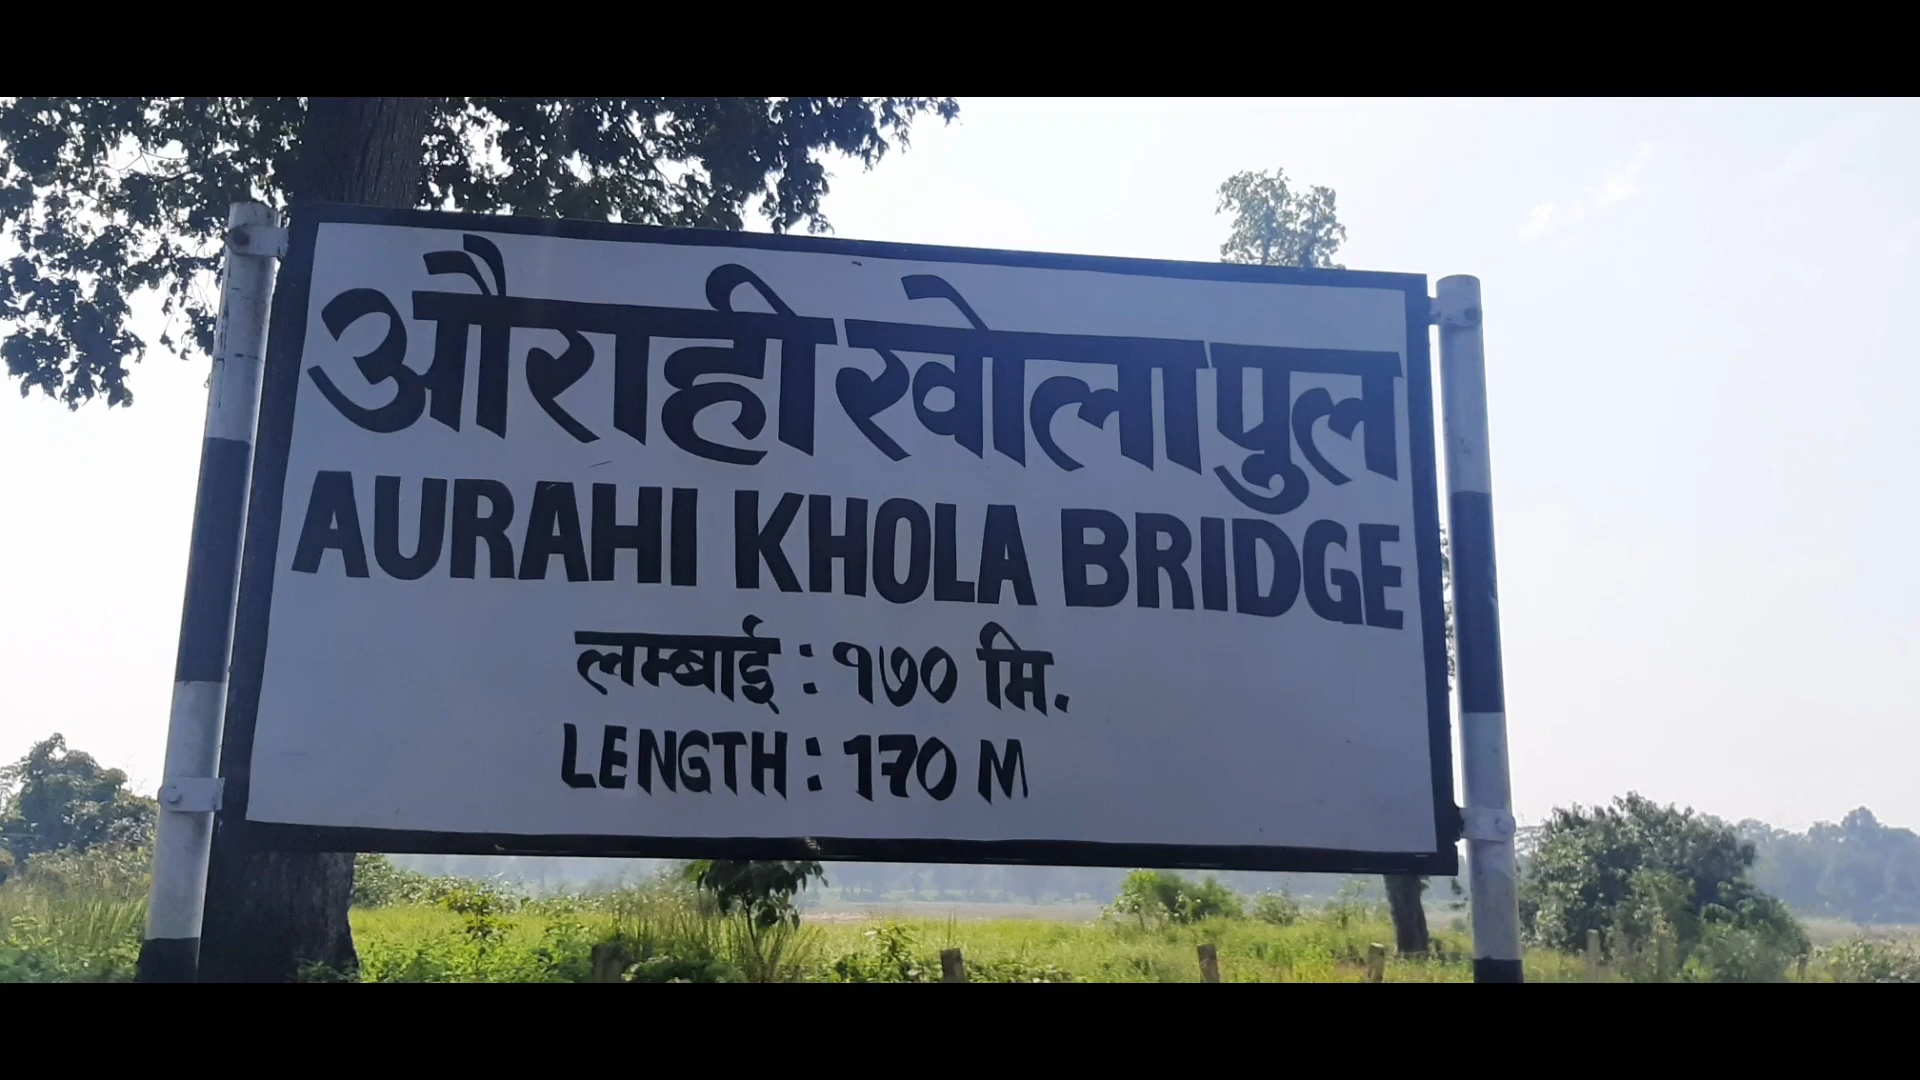 औराही खोला पुल
AURAHI KHOLA BRIDGE
लम्बाई : १७० मि.
LENGTH : 170 M